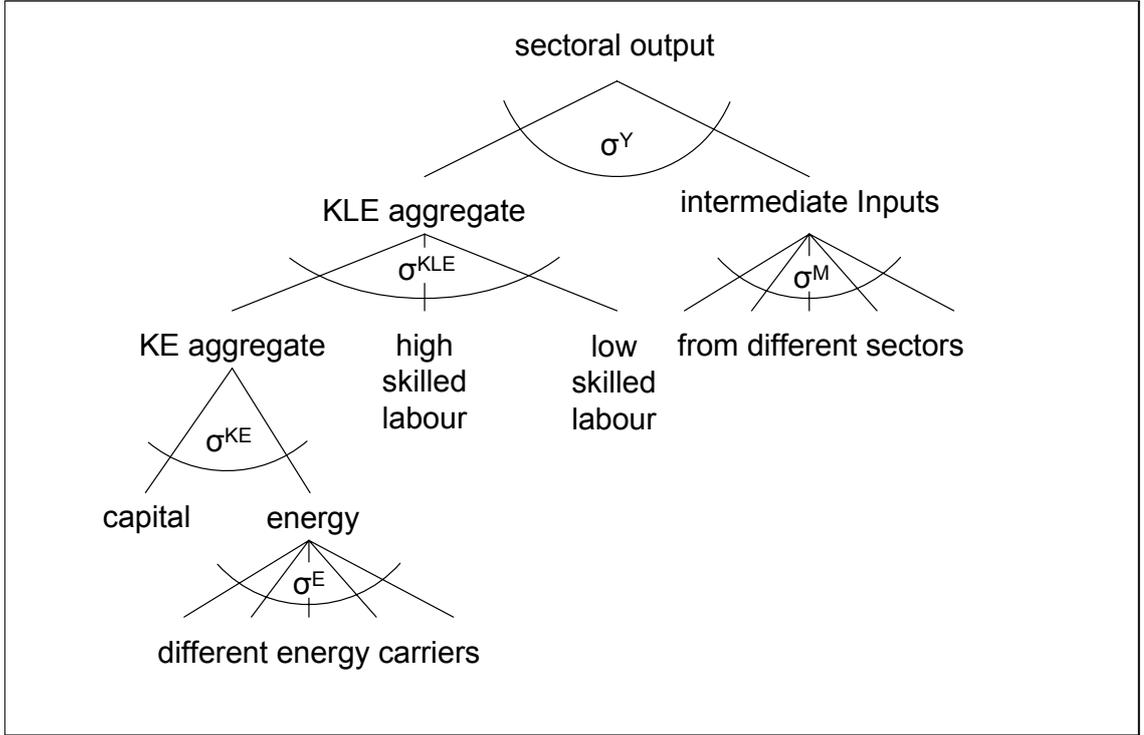 sectoral output
σY
KLE aggregate
intermediate Inputs
σKLE
σM
KE aggregate
high
skilled
labour
low
skilled
labour
from different sectors
σKE
capital
energy
σE
different energy carriers